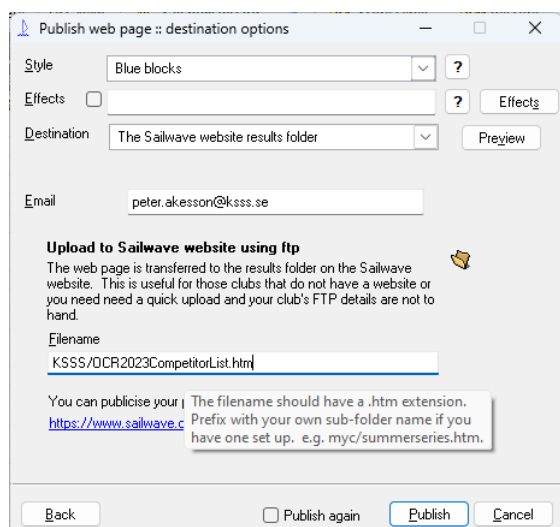 Publish web page :: destination options
Style
Blue blocks
?
Effects
?
Effects
Destination
The Sailwave website results folder
Preview
Email
peter.akesson@ksss.se
Upload to Sailwave website using ftp
The web page is transferred to the results folder on the Sailwave
website. This is useful for those clubs that do not have a website or
you need need a quick upload and your club's FTP details are not to
hand.
Filename
KSSS/OCR2023CompetitorList.htm
You can publicise your
https://www.sailwave.
The filename should have a .htm extension.
Prefix with your own sub-folder name if you
have one set up. e.g. myc/summerseries.htm.
Back
Publish again
Publish
Cancel